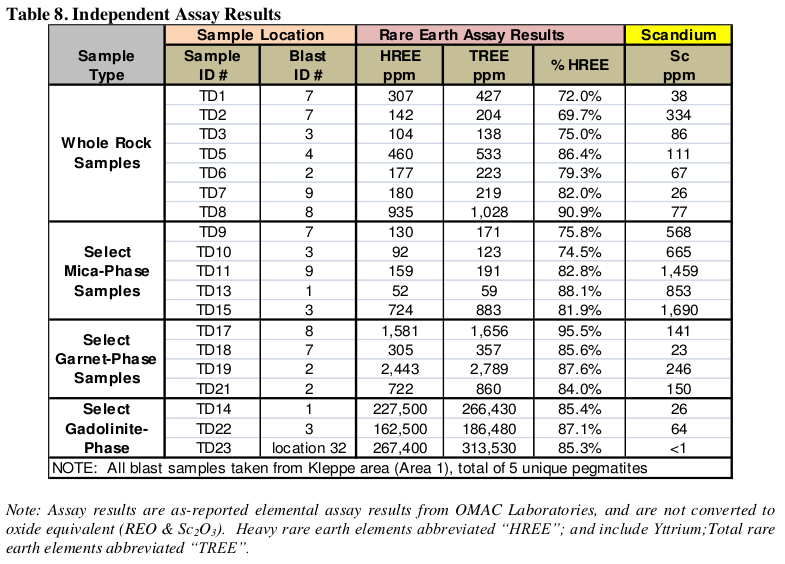 Table 8. Independent Assay Results
Sample Location Rare Earth Assay Results Scandium
Sample Type Sample ID # Blast ID # HREE ppm TREE ppm % HREE Sc ppm
Whole Rock Samples
TD1 7 307 427 72.0% 38
TD2 7 142 204 69.7% 334
TD3 3 104 138 75.0% 86
TD5 4 460 533 86.4% 111
TD6 2 177 223 79.3% 67
TD7 9 180 219 82.0% 26
TD8 8 935 1,028 90.9% 77
Select Mica-Phase Samples
TD9 7 130 171 75.8% 568
TD10 3 92 123 74.5% 665
TD11 9 159 191 82.8% 1,459
TD13 1 52 59 88.1% 853
TD15 3 724 883 81.9% 1,690
Select Garnet-Phase Samples
TD17 8 1,581 1,656 95.5% 141
TD18 7 305 357 85.6% 23
TD19 2 2,443 2,789 87.6% 246
TD21 2 722 860 84.0% 150
Select Gadolinite-Phase
TD14 1 227,500 266,430 85.4% 26
TD22 3 162,500 186,480 87.1% 64
TD23 location 32 267,400 313,530 85.3% <1
NOTE: All blast samples taken from Kleppe area (Area 1), total of 5 unique pegmatites
Note: Assay results are as-reported elemental assay results from OMAC Laboratories, and are not converted to
oxide equivalent (REO & Sc₂O₃). Heavy rare earth elements abbreviated “HREE”; and include Yttrium;Total rare
earth elements abbreviated “TREE”.